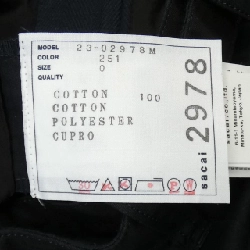 MODEL 23-02978M
COLOR 251
SIZE 0
QUALITY
COTTON 100
COTTON
POLYESTER
CUPRO
sacai 2978